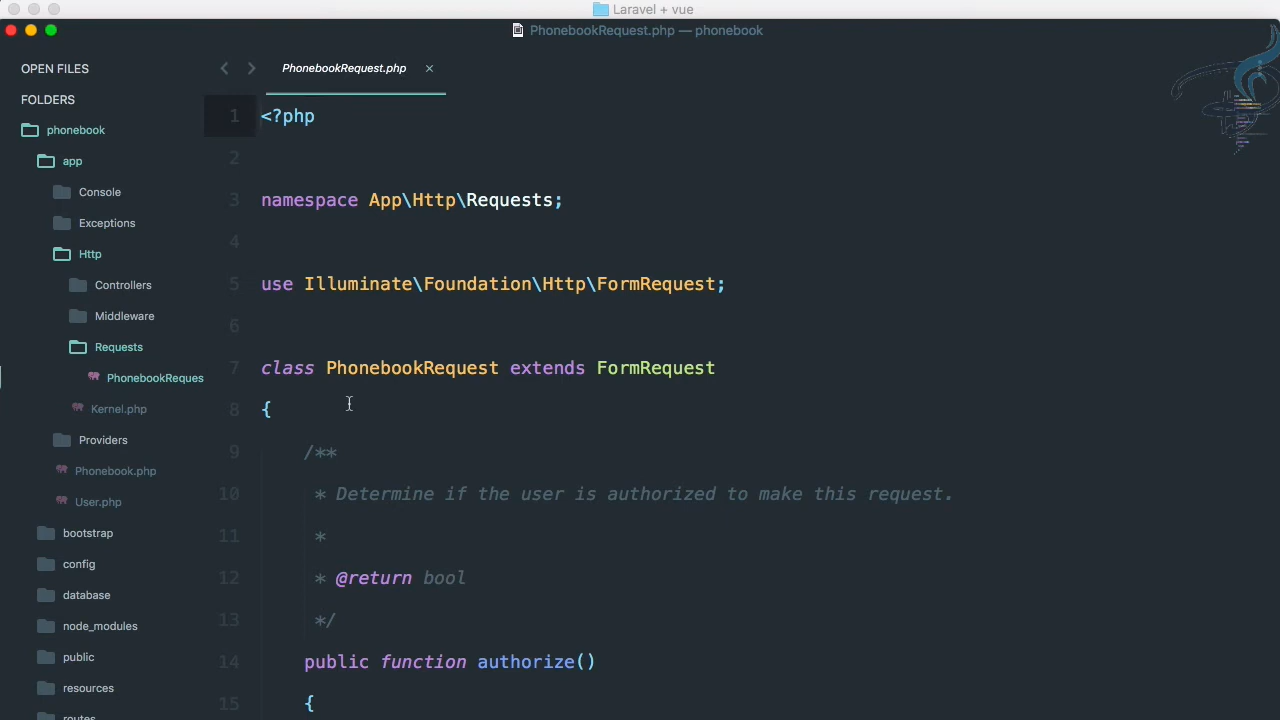 Laravel + vue
PhonebookRequest.php — phonebook
OPEN FILES
FOLDERS
phonebook
app
Console
Exceptions
Http
Controllers
Middleware
Requests
PhonebookReques
Kernel.php
Providers
Phonebook.php
User.php
bootstrap
config
database
node_modules
public
resources
routes
PhonebookRequest.php ×
1 <?php
2
3 namespace App\Http\Requests;
4
5 use Illuminate\Foundation\Http\FormRequest;
6
7 class PhonebookRequest extends FormRequest
8 {
9 /**
10 * Determine if the user is authorized to make this request.
11 *
12 * @return bool
13 */
14 public function authorize()
15 {